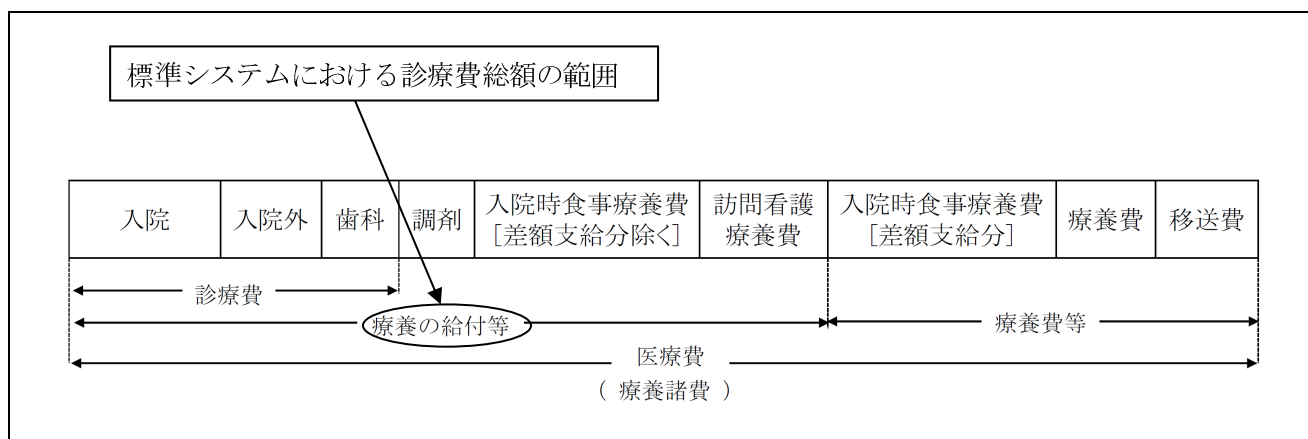 標準システムにおける診療費総額の範囲
入院
入院外
歯科
調剤
入院時食事療養費
[差額支給分除く]
訪問看護
療養費
入院時食事療養費
[差額支給分]
療養費
移送費
診療費
療養の給付等
療養費等
医療費
( 療養諸費 )